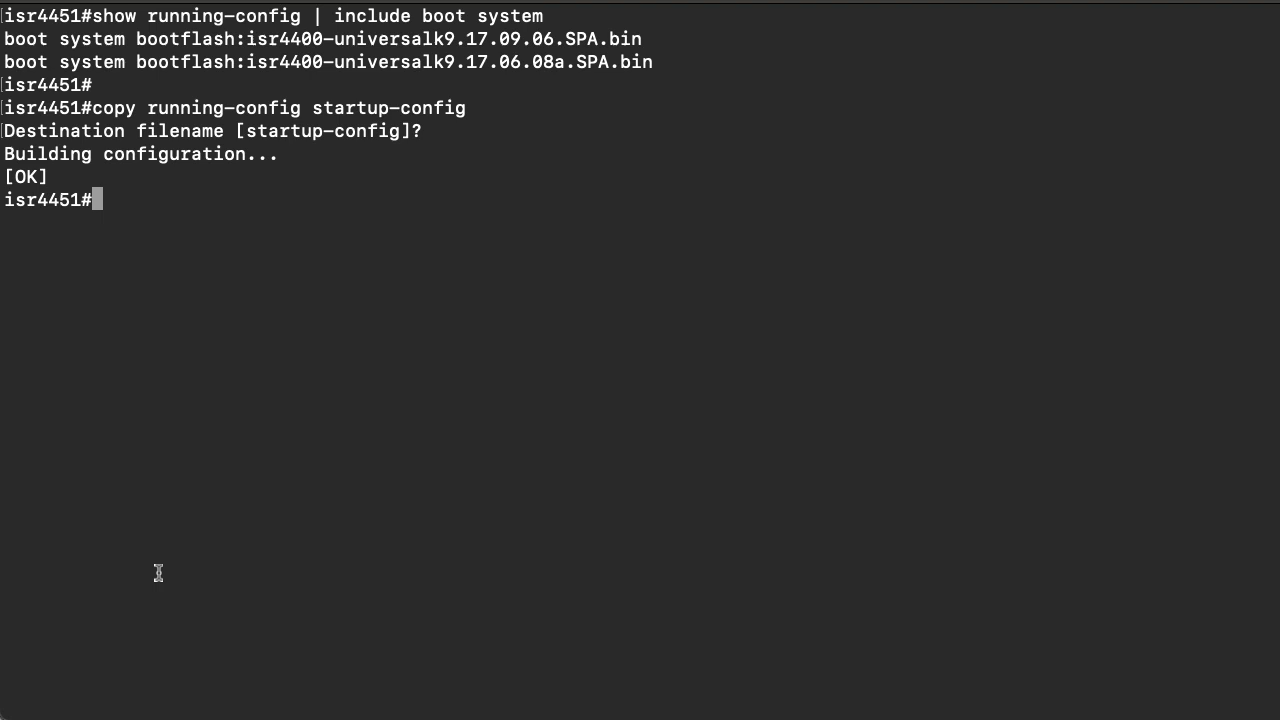 isr4451#show running-config | include boot system
boot system bootflash:isr4400-universalk9.17.09.06.SPA.bin
boot system bootflash:isr4400-universalk9.17.06.08a.SPA.bin
isr4451#
isr4451#copy running-config startup-config
Destination filename [startup-config]?
Building configuration...
[OK]
isr4451#